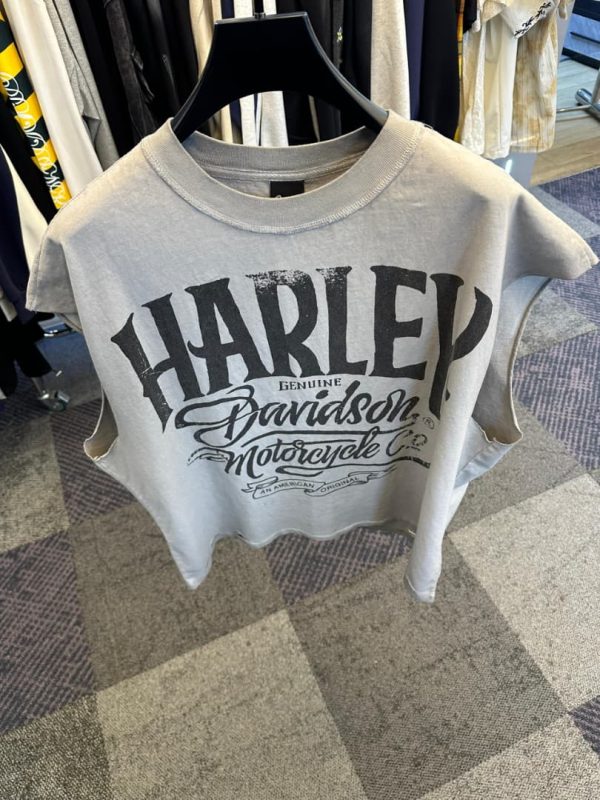 HARLEY
GENUINE
Davidson®
Motorcycle Co
AN AMERICAN ORIGINAL